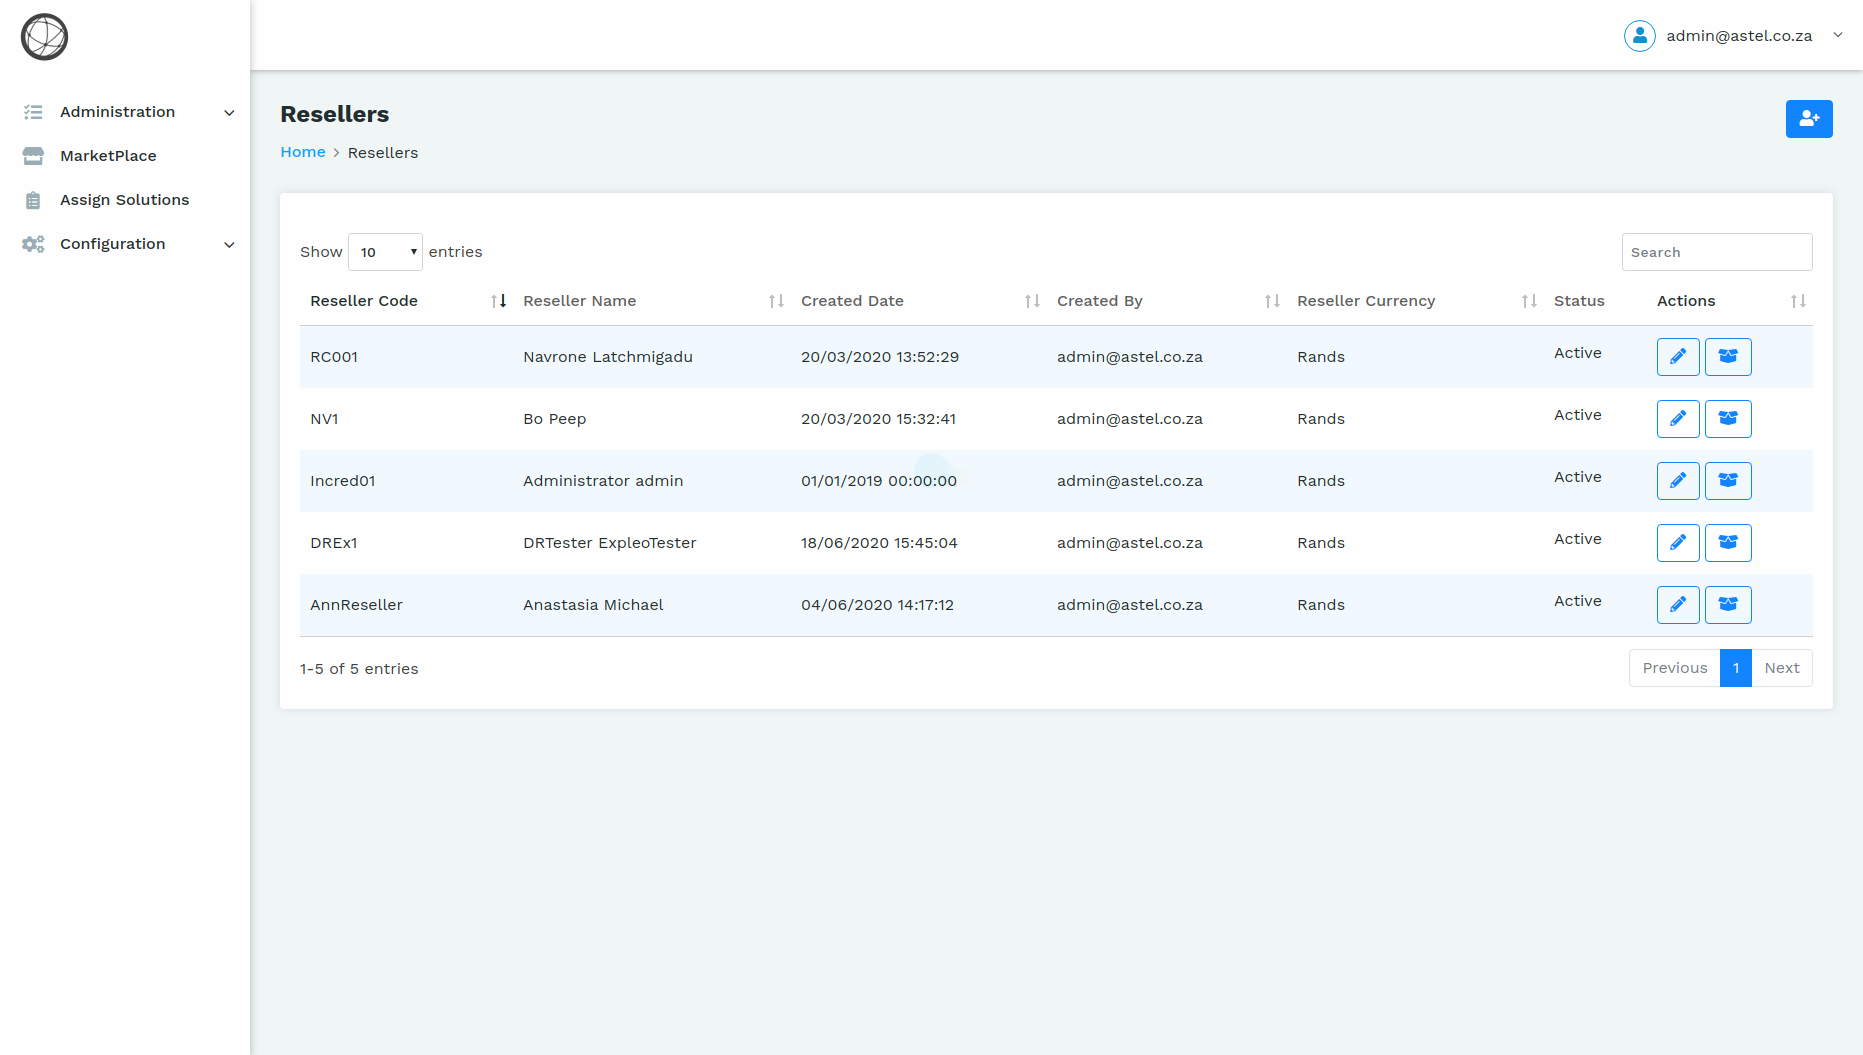 admin@astel.co.za
Administration
MarketPlace
Assign Solutions
Configuration
Resellers
Home > Resellers
Show 10 entries
Search
Reseller Code Reseller Name Created Date Created By Reseller Currency Status Actions
RC001 Navrone Latchmigadu 20/03/2020 13:52:29 admin@astel.co.za Rands Active
NV1 Bo Peep 20/03/2020 15:32:41 admin@astel.co.za Rands Active
Incred01 Administrator admin 01/01/2019 00:00:00 admin@astel.co.za Rands Active
DREx1 DRTester ExpleoTester 18/06/2020 15:45:04 admin@astel.co.za Rands Active
AnnReseller Anastasia Michael 04/06/2020 14:17:12 admin@astel.co.za Rands Active
1-5 of 5 entries
Previous 1 Next